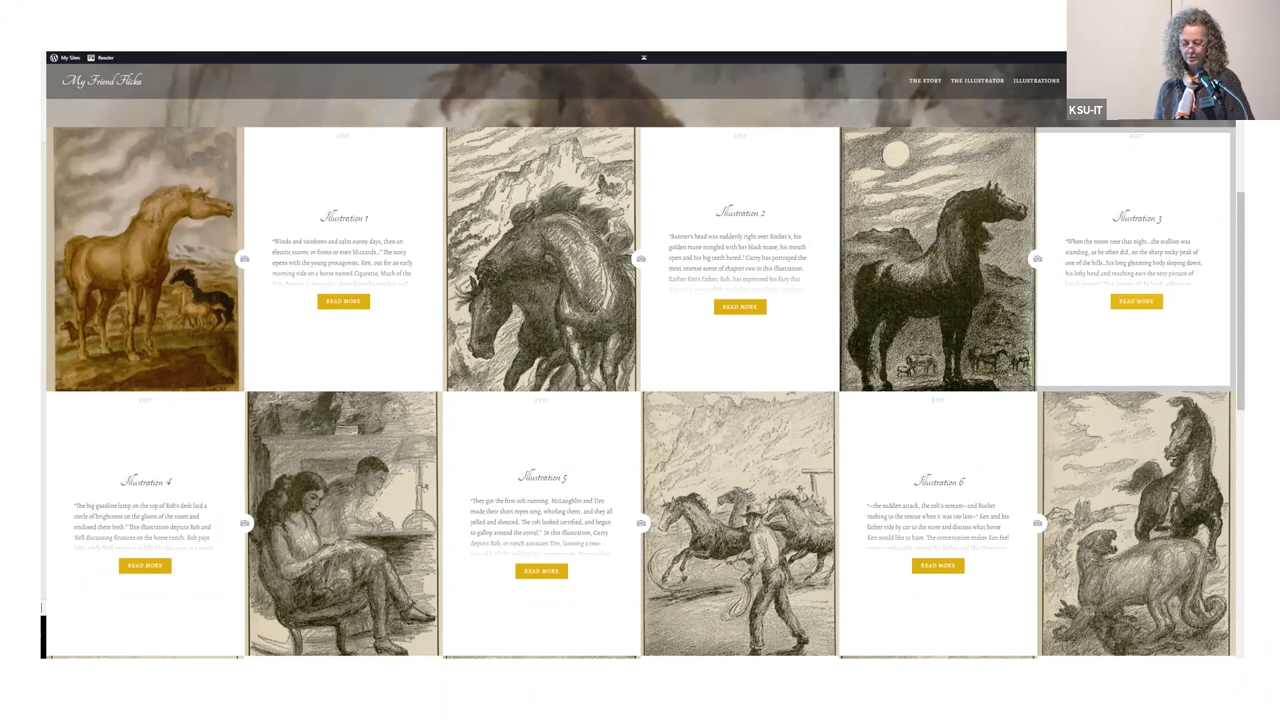 My Sites
Reader
My Friend Flicka
THE STORY
THE ILLUSTRATOR
ILLUSTRATIONS
KSU-IT
EDIT
Illustration 1
"Winds and rainbows and calm sunny days, then an
electric storm; or frosts or even blizzards..." The story
opens with the young protagonist, Ken, out for an early
morning ride on a horse named Cigarette. Much of the
READ MORE
EDIT
Illustration 2
"Banner's head was suddenly right over Rocket's, his
golden mane mingled with her black mane, his mouth
open and his big teeth bared." Curry has portrayed the
most intense scene of chapter two in this illustration.
Earlier Ken's father, Rob, has expressed his fury that
READ MORE
EDIT
Illustration 3
"When the moon rose that night...the stallion was
standing, as he often did, on the sharp rocky peak of
one of the hills...his long gleaming body sloping down,
his lofty head and reaching ears the very picture of
READ MORE
EDIT
Illustration 4
"The big gasoline lamp on the top of Rob's desk laid a
circle of brightness on the gloom of the room and
enclosed them both." This illustration depicts Rob and
Nell discussing finances on the horse ranch. Rob pays
READ MORE
EDIT
Illustration 5
"They got the first colt running. McLaughlin and Tim
made their short ropes sing, whirling them, and they all
yelled and shouted. The colt looked terrified, and began
to gallop around the corral." In this illustration, Curry
depicts Rob, or ranch assistant Tim, lassoing a two-
READ MORE
EDIT
Illustration 6
"—the sudden attack, the colt's scream—and Rocket
rushing to the rescue when it was too late—" Ken and his
father ride by car to the store and discuss what horse
Ken would like to have. The conversation makes Ken feel
READ MORE